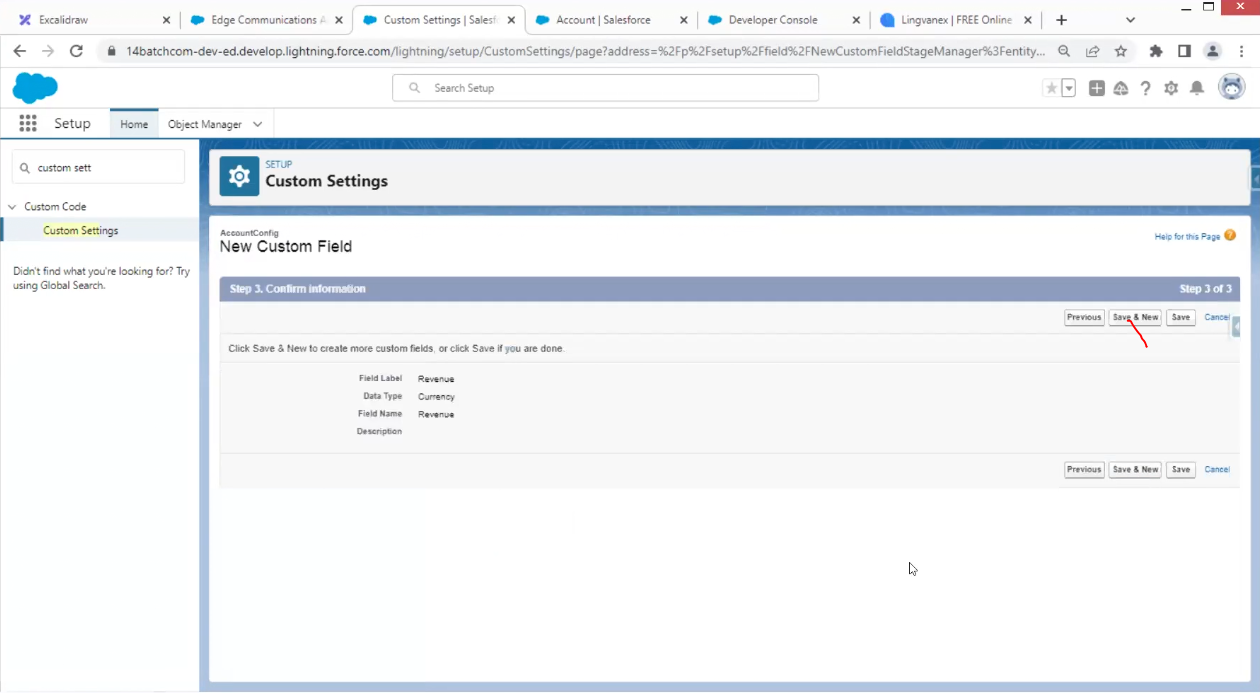 Excalidraw
Edge Communications A
Custom Settings | Salesf
Account | Salesforce
Developer Console
Lingvanex | FREE Online
14batchcom-dev-ed.develop.lightning.force.com/lightning/setup/CustomSettings/page?address=%2Fp%2Fsetup%2Ffield%2FNewCustomFieldStageManager%3Fentity...
Search Setup
Setup
Home
Object Manager
custom sett
Custom Code
Custom Settings
Didn't find what you're looking for? Try
using Global Search.
SETUP
Custom Settings
AccountConfig
New Custom Field
Help for this Page
Step 3. Confirm information
Step 3 of 3
Previous
Save & New
Save
Cancel
Click Save & New to create more custom fields, or click Save if you are done.
Field Label Revenue
Data Type Currency
Field Name Revenue
Description
Previous
Save & New
Save
Cancel